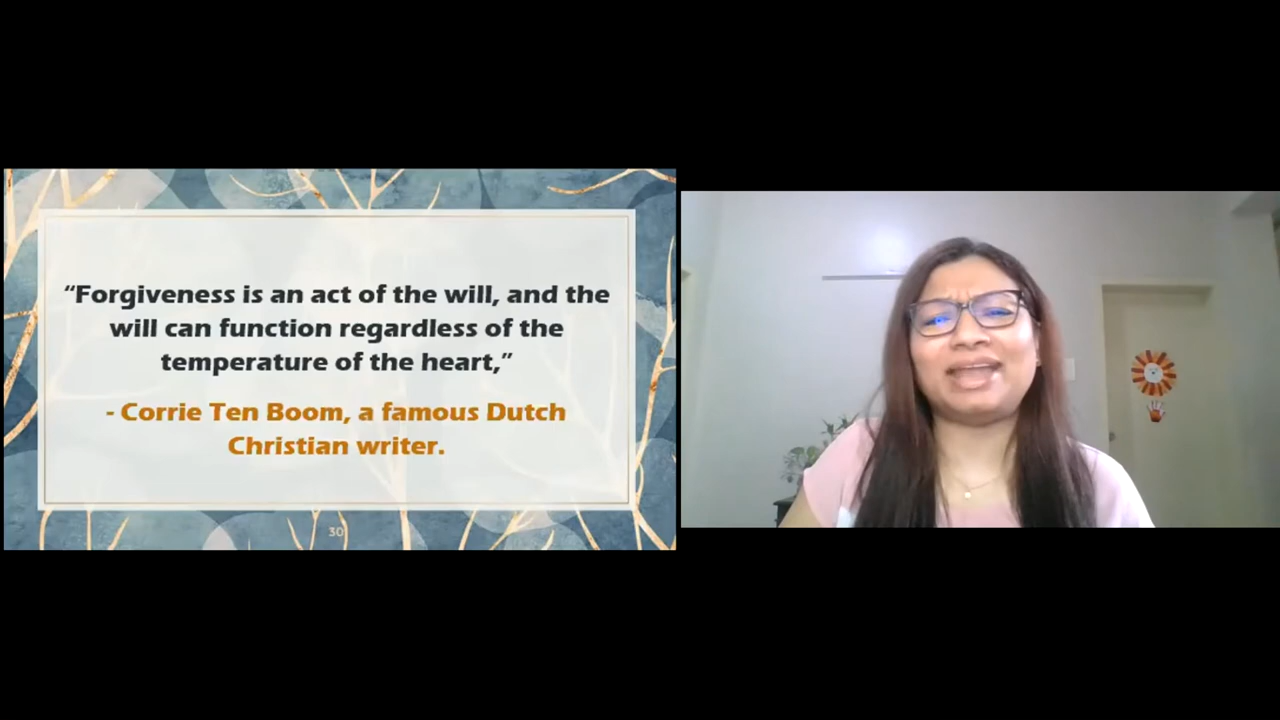 “Forgiveness is an act of the will, and the
will can function regardless of the
temperature of the heart,”
- Corrie Ten Boom, a famous Dutch
Christian writer.
30